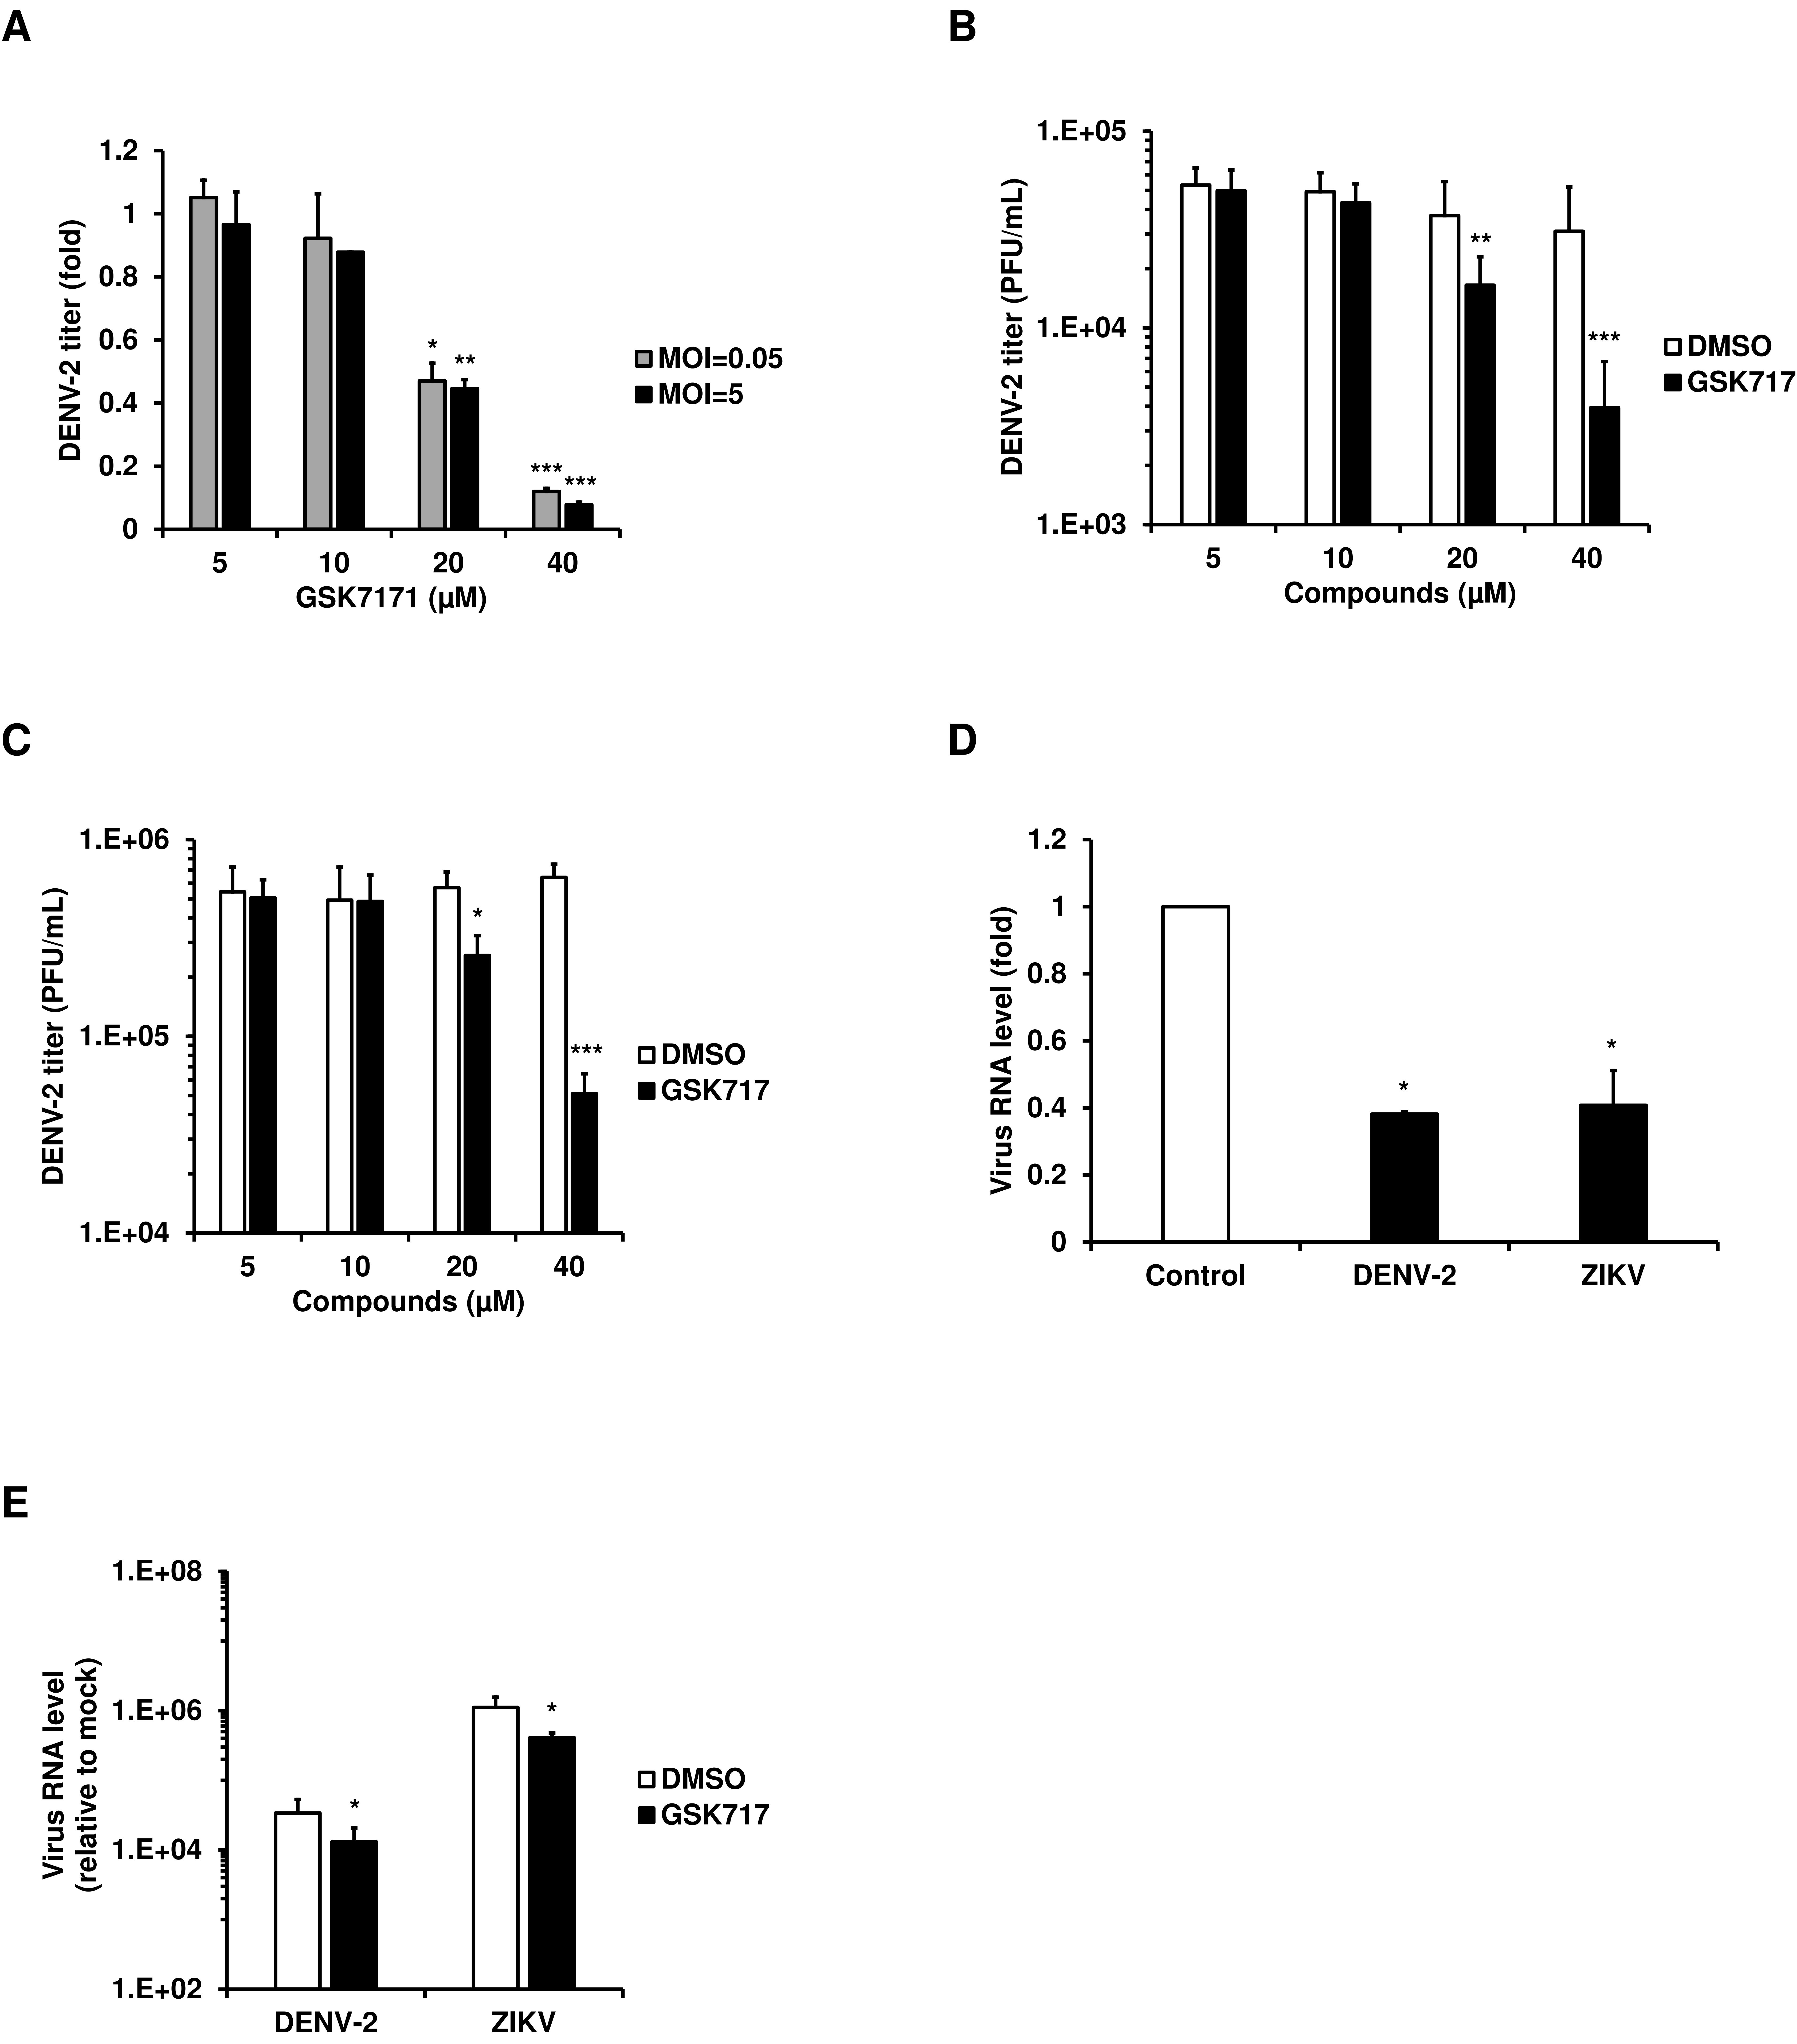 A
DENV-2 titer (fold)
1.2
1
0.8
0.6
0.4
0.2
0
* ** *** ***
5 10 20 40
GSK7171 (µM)
MOI=0.05
MOI=5
B
DENV-2 titer (PFU/mL)
1.E+05
1.E+04
1.E+03
** ***
5 10 20 40
Compounds (µM)
DMSO
GSK717
C
DENV-2 titer (PFU/mL)
1.E+06
1.E+05
1.E+04
* ***
5 10 20 40
Compounds (µM)
DMSO
GSK717
D
Virus RNA level (fold)
1.2
1
0.8
0.6
0.4
0.2
0
* *
Control DENV-2 ZIKV
E
Virus RNA level
(relative to mock)
1.E+08
1.E+06
1.E+04
1.E+02
* *
DENV-2 ZIKV
DMSO
GSK717